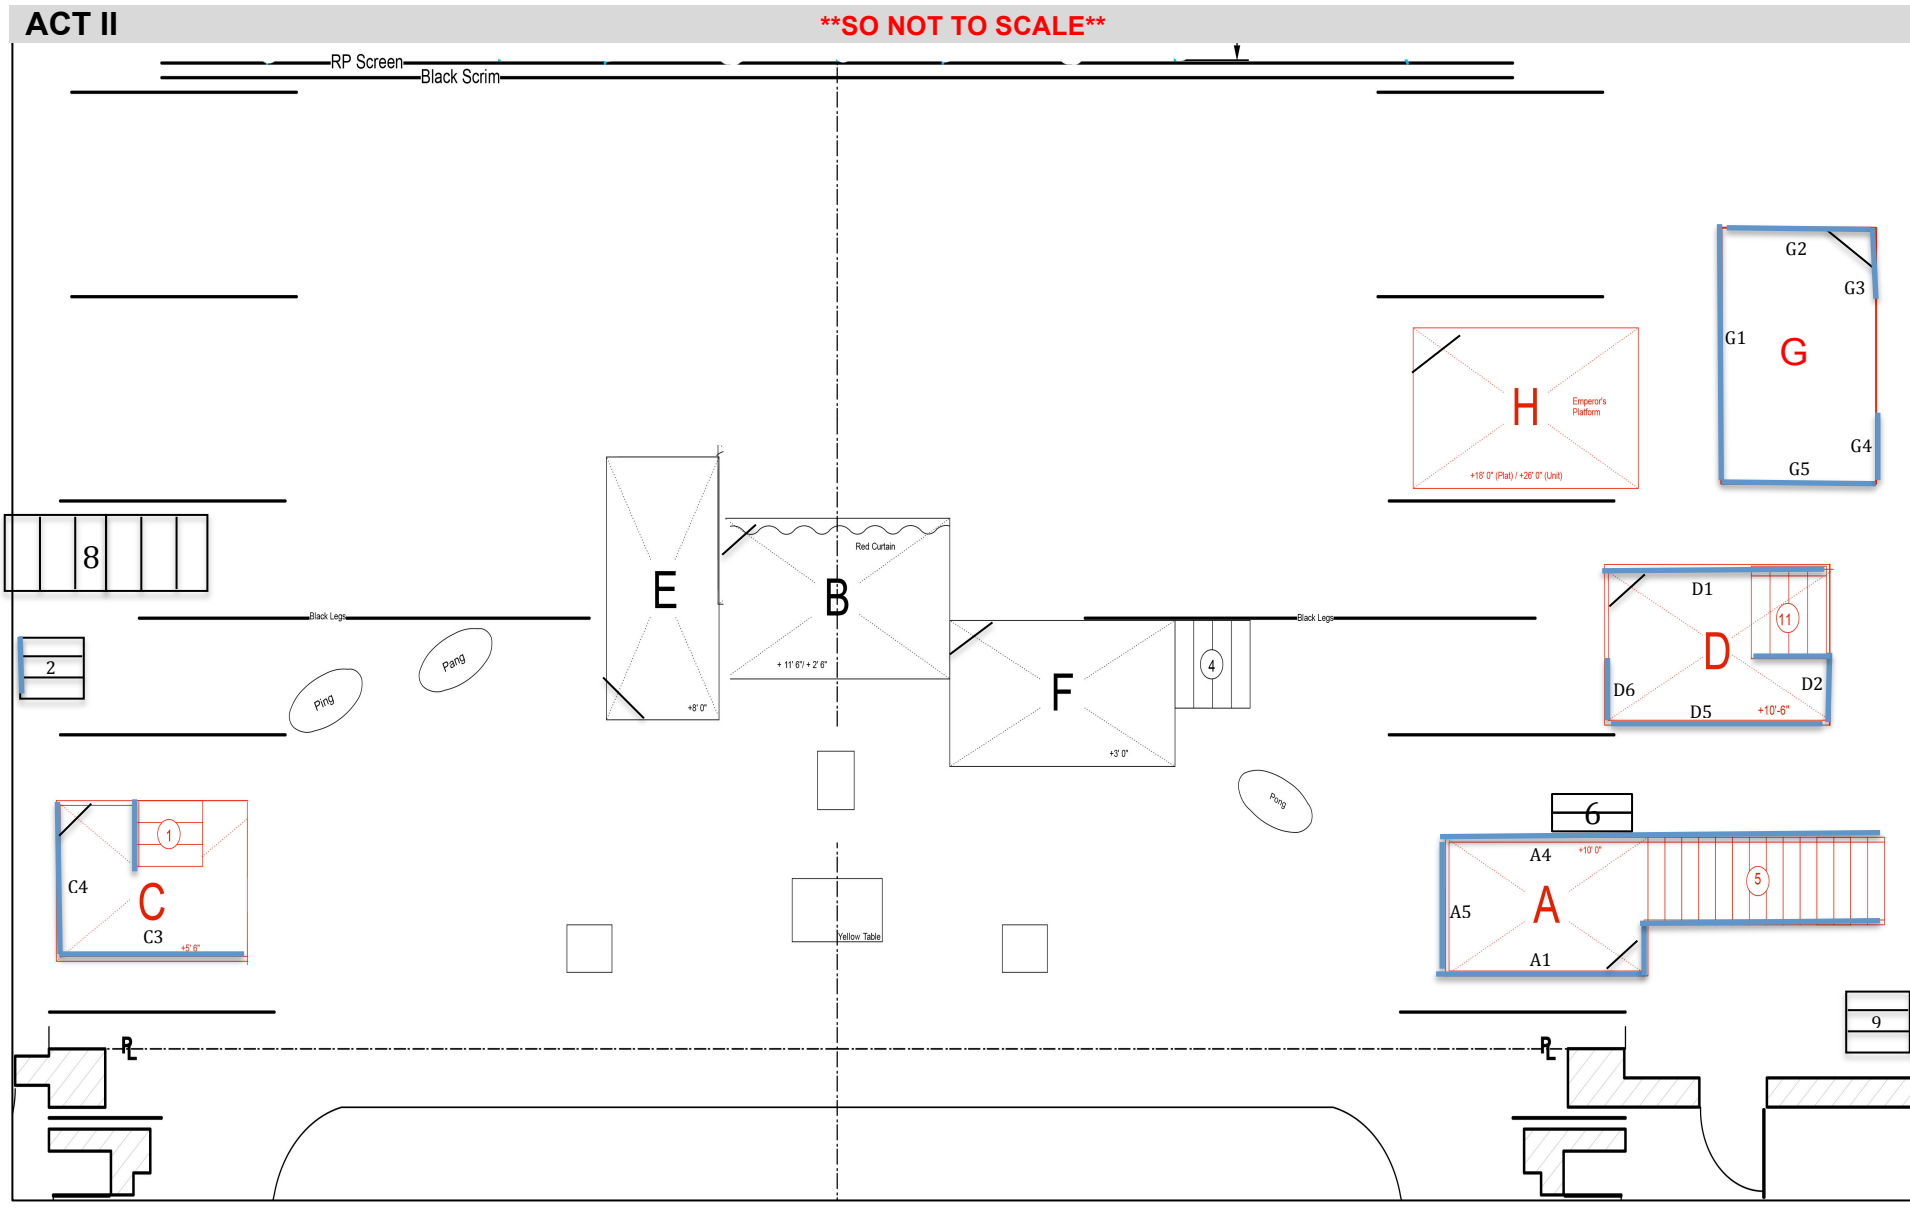 ACT II
**SO NOT TO SCALE**
RP Screen
Black Scrim
G2
G3
G1
G
G4
G5
H
Emperor's
Platform
+18' 0" (Plat) / +26' 0" (Unit)
8
E
+8' 0"
Red Curtain
B
+ 11' 6"/ + 2' 6"
Black Legs
Black Legs
2
Ping
Pang
F
+3' 0"
4
Pong
D1
11
D
D6
D2
D5
+10'-6"
6
A4
+10' 0"
5
A5
A
A1
1
C4
C
C3
+5' 6"
Yellow Table
9
PL
PL